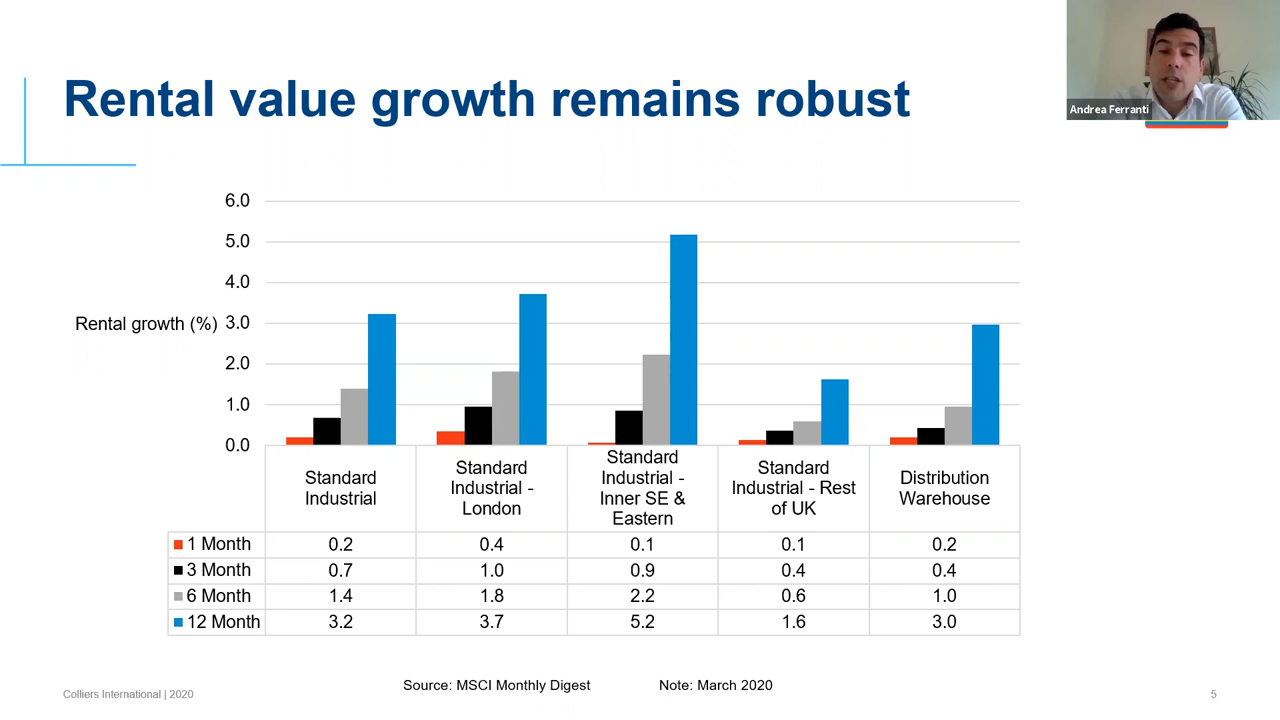 Rental value growth remains robust
Andrea Ferranti
6.0
5.0
4.0
Rental growth (%) 3.0
2.0
1.0
0.0
Standard
Industrial
Standard
Industrial -
London
Standard
Industrial -
Inner SE &
Eastern
Standard
Industrial - Rest
of UK
Distribution
Warehouse
1 Month 0.2 0.4 0.1 0.1 0.2
3 Month 0.7 1.0 0.9 0.4 0.4
6 Month 1.4 1.8 2.2 0.6 1.0
12 Month 3.2 3.7 5.2 1.6 3.0
Source: MSCI Monthly Digest Note: March 2020
Colliers International | 2020 5